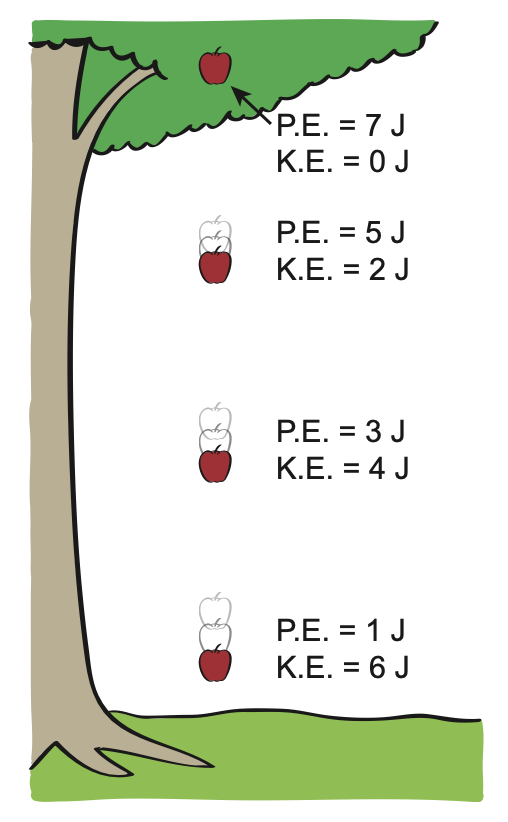 P.E. = 7 J
K.E. = 0 J
P.E. = 5 J
K.E. = 2 J
P.E. = 3 J
K.E. = 4 J
P.E. = 1 J
K.E. = 6 J